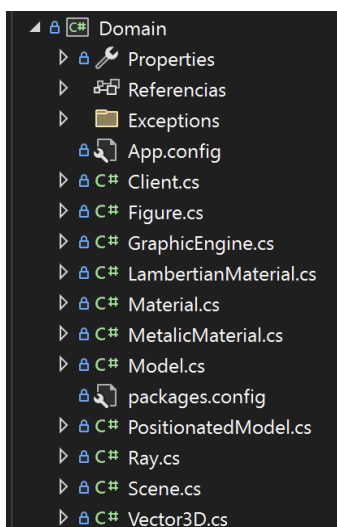 C# Domain
Properties
Referencias
Exceptions
App.config
C# Client.cs
C# Figure.cs
C# GraphicEngine.cs
C# LambertianMaterial.cs
C# Material.cs
C# MetalicMaterial.cs
C# Model.cs
packages.config
C# PositionatedModel.cs
C# Ray.cs
C# Scene.cs
C# Vector3D.cs